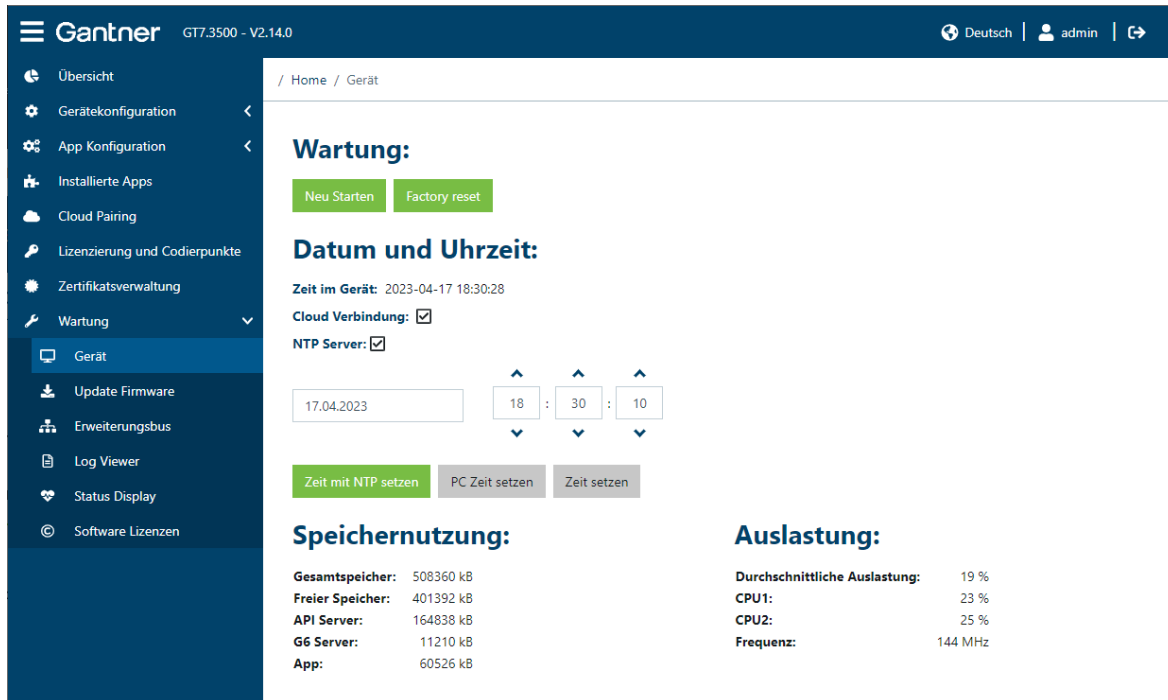 Gantner GT7.3500 - V2.14.0 Deutsch admin
Übersicht
Gerätekonfiguration
App Konfiguration
Installierte Apps
Cloud Pairing
Lizenzierung und Codierpunkte
Zertifikatsverwaltung
Wartung
Gerät
Update Firmware
Erweiterungsbus
Log Viewer
Status Display
Software Lizenzen
/ Home / Gerät
Wartung:
Neu Starten Factory reset
Datum und Uhrzeit:
Zeit im Gerät: 2023-04-17 18:30:28
Cloud Verbindung:
NTP Server:
17.04.2023 18 : 30 : 10
Zeit mit NTP setzen PC Zeit setzen Zeit setzen
Speichernutzung:
Gesamtspeicher: 508360 kB
Freier Speicher: 401392 kB
API Server: 164838 kB
G6 Server: 11210 kB
App: 60526 kB
Auslastung:
Durchschnittliche Auslastung: 19 %
CPU1: 23 %
CPU2: 25 %
Frequenz: 144 MHz